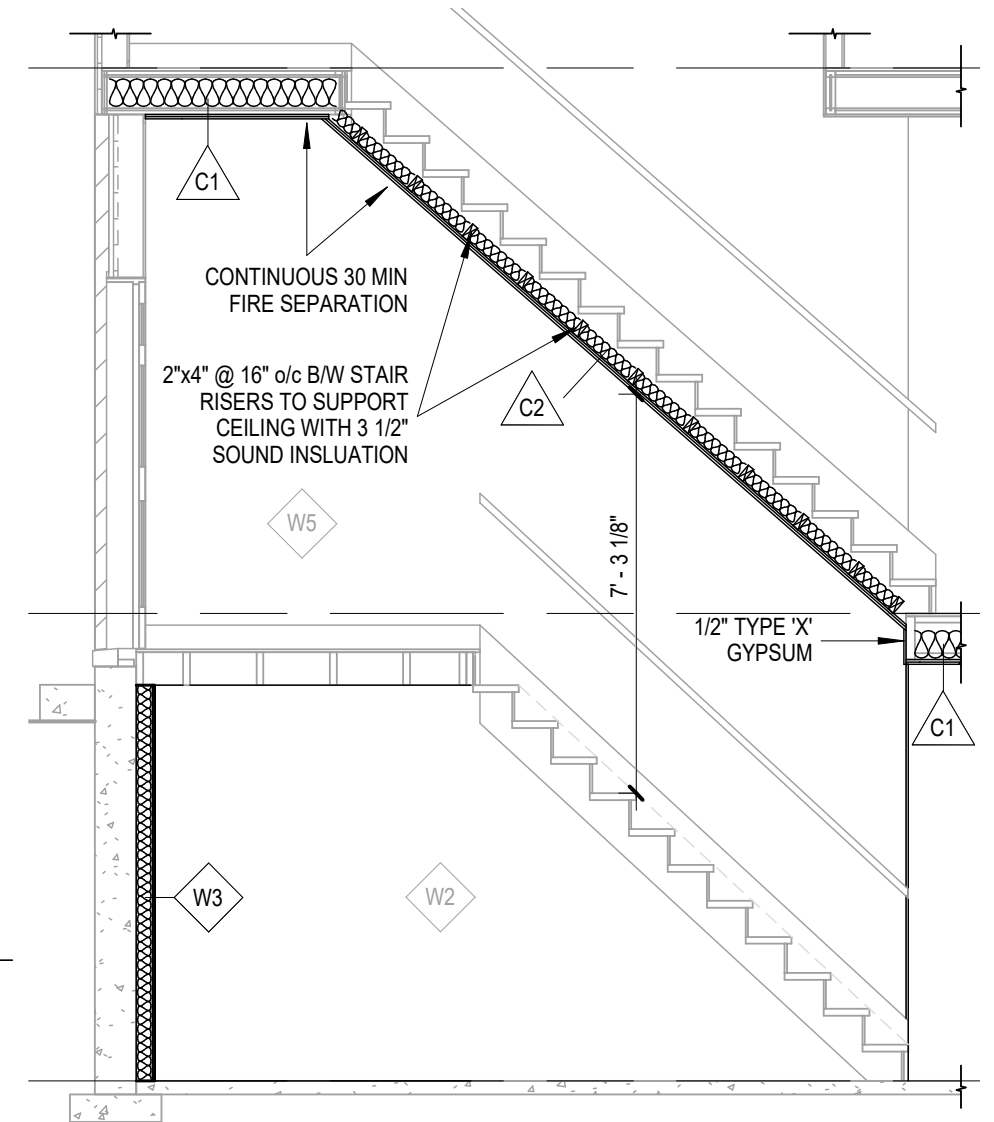 C1
CONTINUOUS 30 MIN
FIRE SEPARATION
2"x4" @ 16" o/c B/W STAIR
RISERS TO SUPPORT
CEILING WITH 3 1/2"
SOUND INSLUATION
C2
W5
7' - 3 1/8"
1/2" TYPE 'X'
GYPSUM
C1
W3
W2